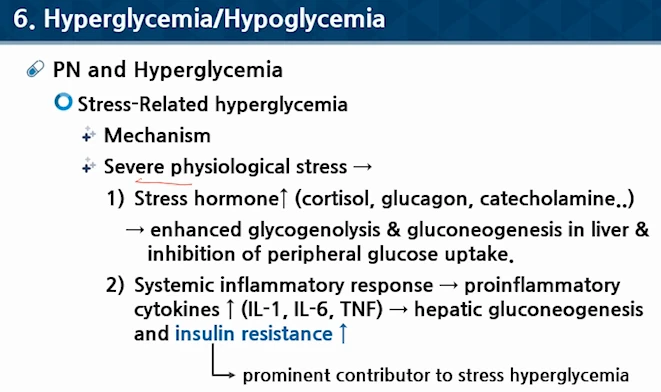 6. Hyperglycemia/Hypoglycemia
PN and Hyperglycemia
Stress-Related hyperglycemia
Mechanism
Severe physiological stress →
1) Stress hormone↑ (cortisol, glucagon, catecholamine..)
→ enhanced glycogenolysis & gluconeogenesis in liver &
inhibition of peripheral glucose uptake.
2) Systemic inflammatory response → proinflammatory
cytokines ↑ (IL-1, IL-6, TNF) → hepatic gluconeogenesis
and insulin resistance ↑
prominent contributor to stress hyperglycemia